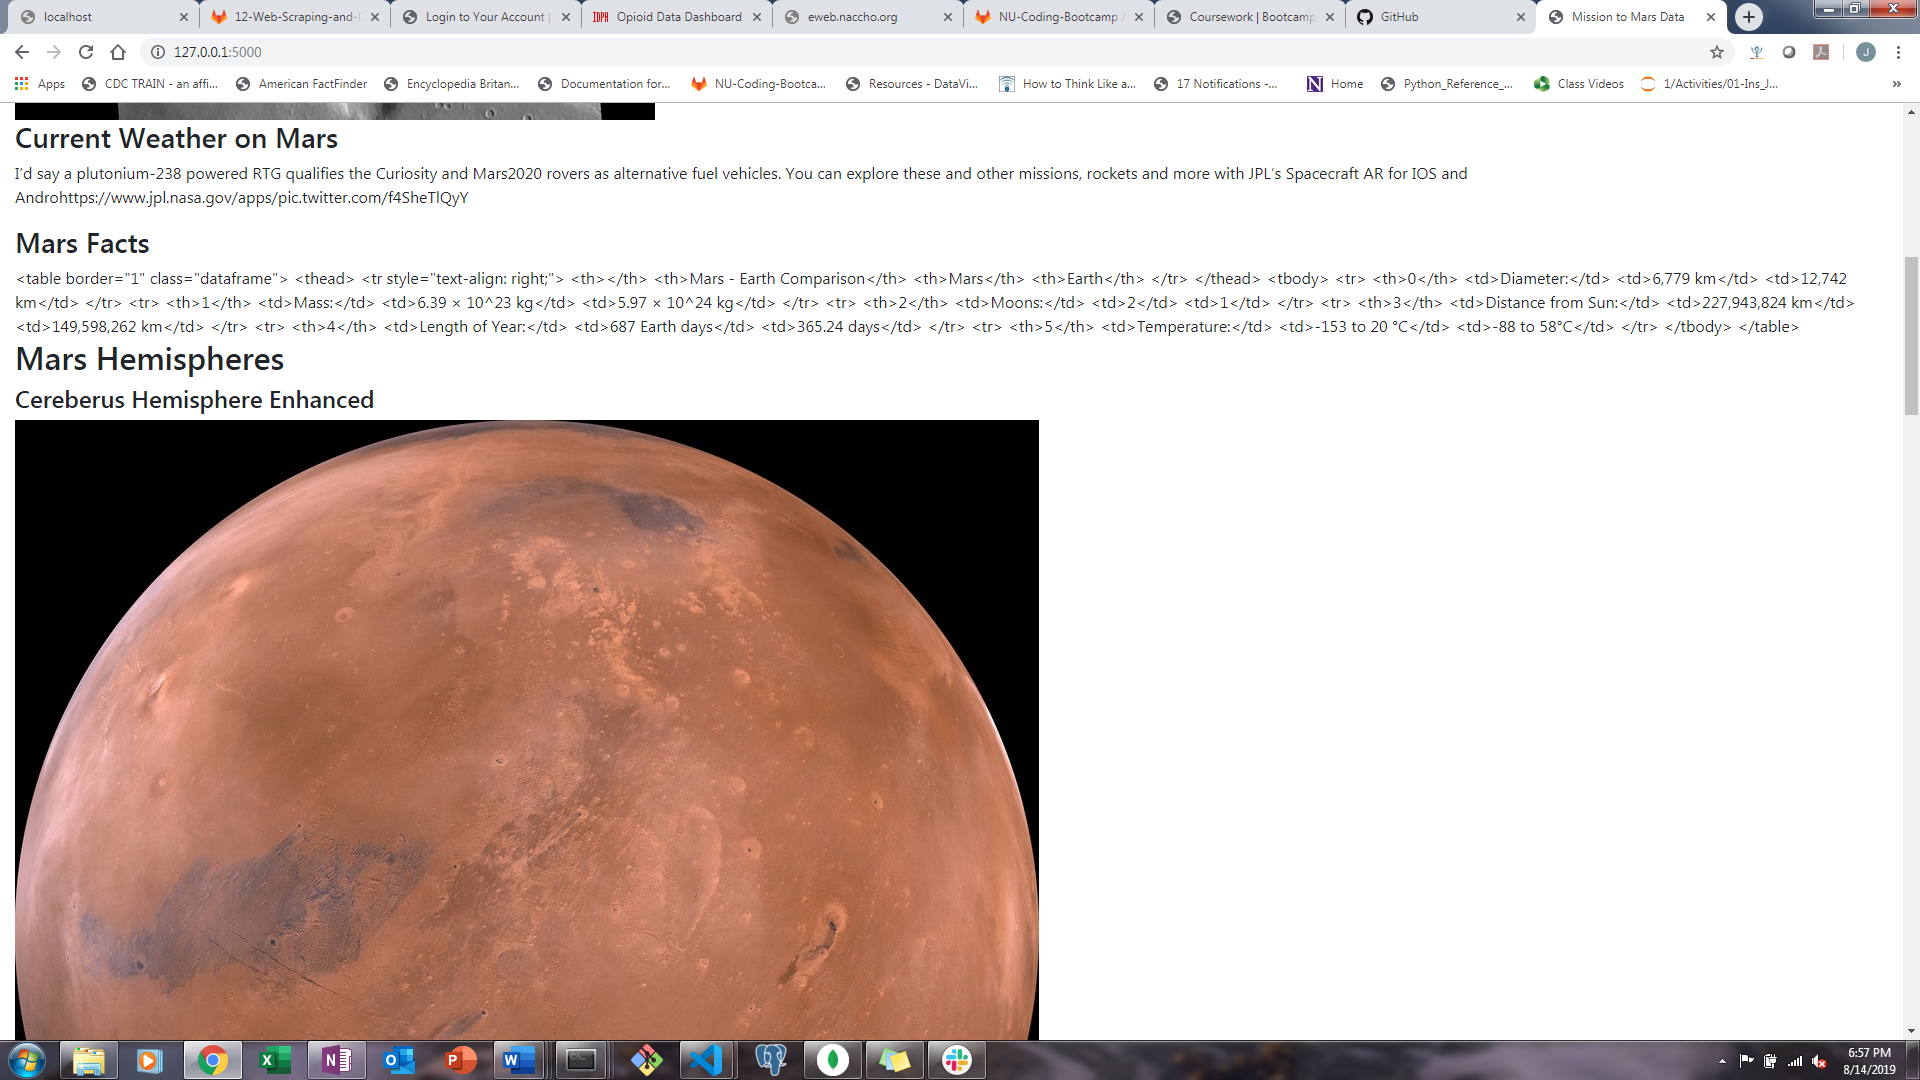 localhost
12-Web-Scraping-and-D
Login to Your Account |
IDPH Opioid Data Dashboard
eweb.naccho.org
NU-Coding-Bootcamp /
Coursework | Bootcamp
GitHub
Mission to Mars Data
127.0.0.1:5000
J
Apps
CDC TRAIN - an affi...
American FactFinder
Encyclopedia Britan...
Documentation for...
NU-Coding-Bootca...
Resources - DataVi...
How to Think Like a...
17 Notifications -...
N Home
Python_Reference_...
Class Videos
1/Activities/01-Ins_J...
»
Current Weather on Mars
I’d say a plutonium-238 powered RTG qualifies the Curiosity and Mars2020 rovers as alternative fuel vehicles. You can explore these and other missions, rockets and more with JPL’s Spacecraft AR for IOS and
Androhttps://www.jpl.nasa.gov/apps/pic.twitter.com/f4SheTlQyY
Mars Facts
<table border="1" class="dataframe"> <thead> <tr style="text-align: right;"> <th></th> <th>Mars - Earth Comparison</th> <th>Mars</th> <th>Earth</th> </tr> </thead> <tbody> <tr> <th>0</th> <td>Diameter:</td> <td>6,779 km</td> <td>12,742
km</td> </tr> <tr> <th>1</th> <td>Mass:</td> <td>6.39 × 10^23 kg</td> <td>5.97 × 10^24 kg</td> </tr> <tr> <th>2</th> <td>Moons:</td> <td>2</td> <td>1</td> </tr> <tr> <th>3</th> <td>Distance from Sun:</td> <td>227,943,824 km</td>
<td>149,598,262 km</td> </tr> <tr> <th>4</th> <td>Length of Year:</td> <td>687 Earth days</td> <td>365.24 days</td> </tr> <tr> <th>5</th> <td>Temperature:</td> <td>-153 to 20 °C</td> <td>-88 to 58°C</td> </tr> </tbody> </table>
Mars Hemispheres
Cereberus Hemisphere Enhanced
6:57 PM
8/14/2019